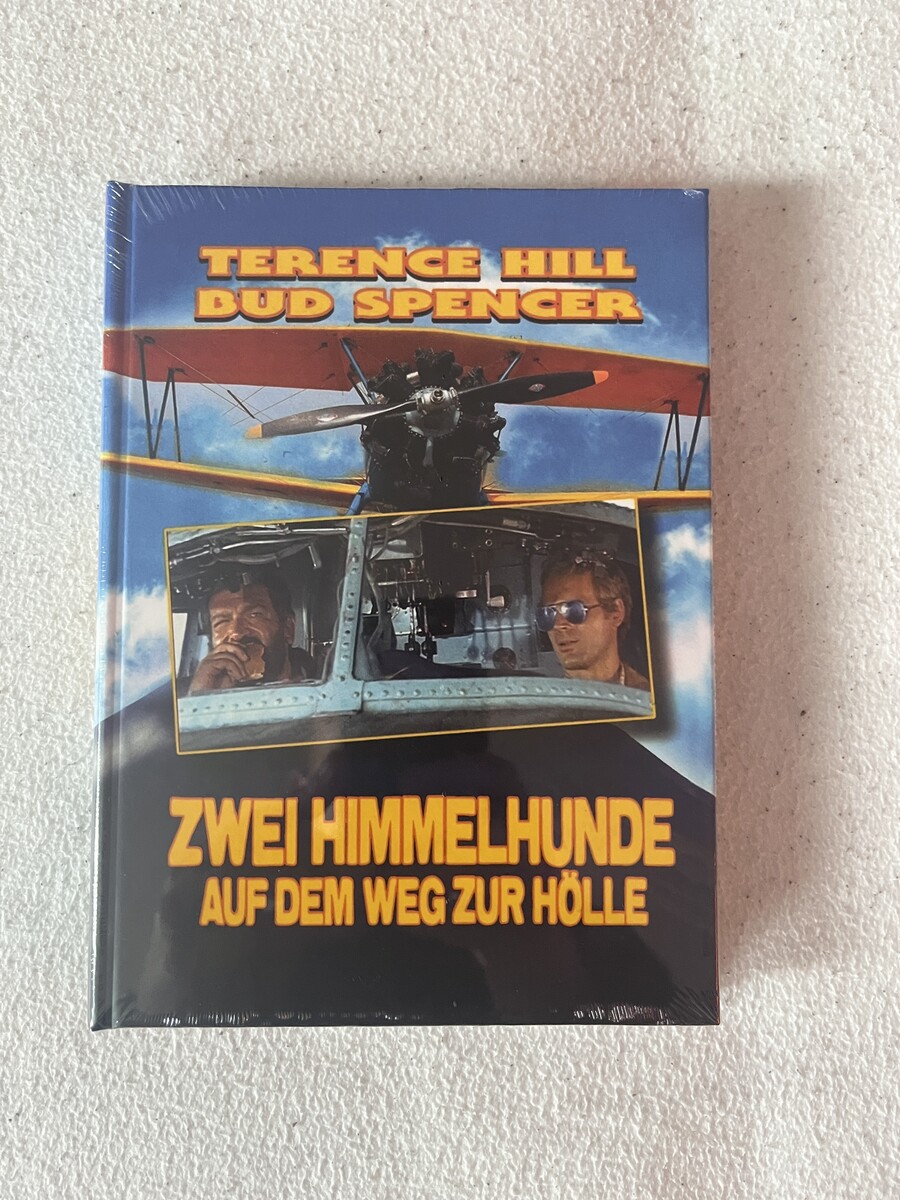 TERENCE HILL
BUD SPENCER
ZWEI HIMMELHUNDE
AUF DEM WEG ZUR HÖLLE